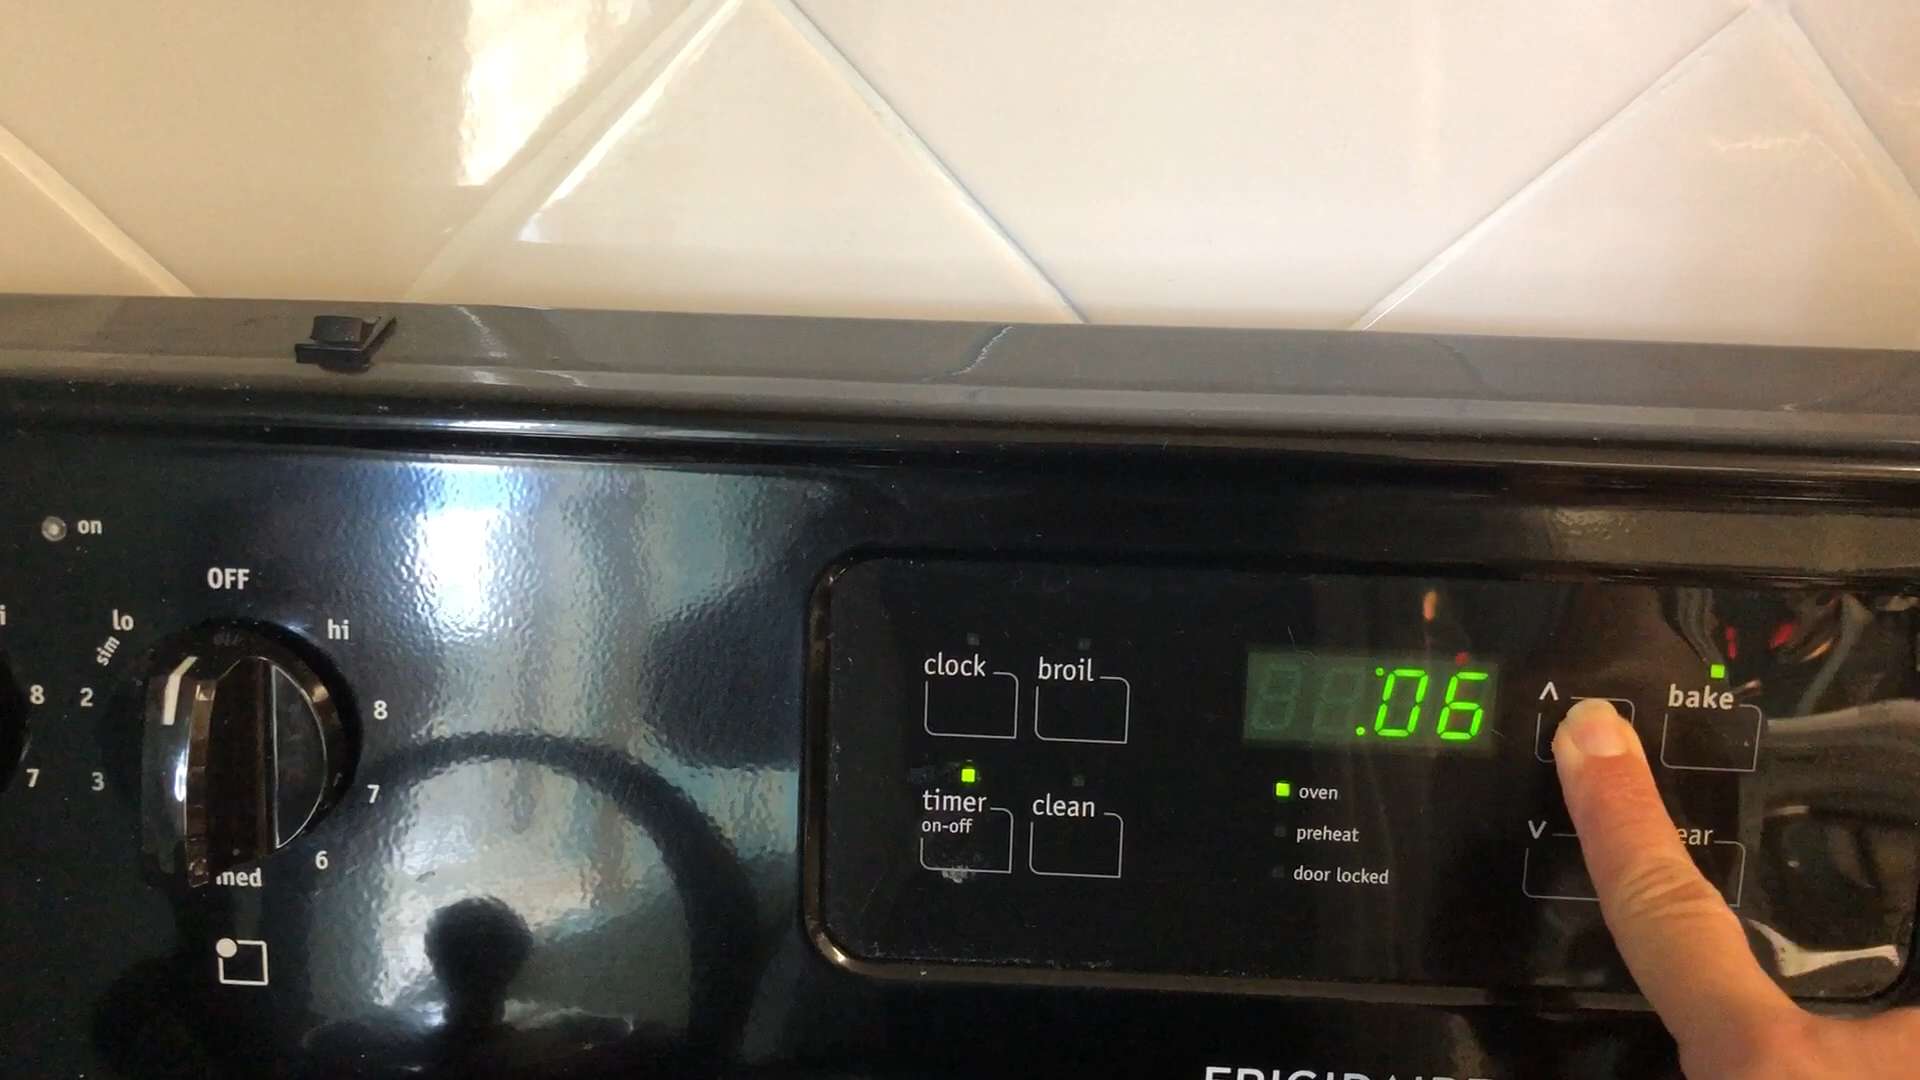 on
OFF
lo
sim
hi
8
2
8
7
3
7
6
med
clock
broil
timer
on-off
clean
:06
oven
preheat
door locked
bake
ear
FRIGIDAIRE